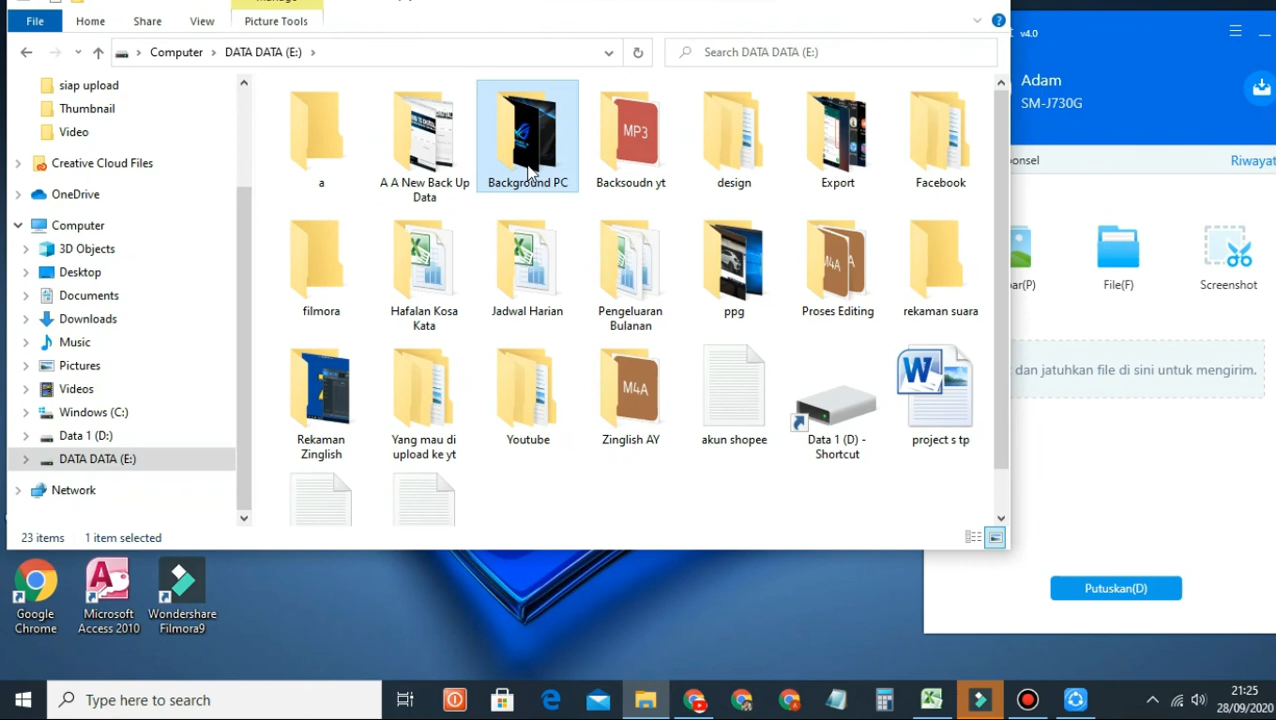 File
Home
Share
View
Picture Tools
Computer
DATA DATA (E:)
Search DATA DATA (E:)
siap upload
Thumbnail
Video
Creative Cloud Files
OneDrive
Computer
3D Objects
Desktop
Documents
Downloads
Music
Pictures
Videos
Windows (C:)
Data 1 (D:)
DATA DATA (E:)
Network
a
A A New Back Up
Data
Background PC
MP3
Backsoudn yt
design
Export
Facebook
filmora
Hafalan Kosa
Kata
Jadwal Harian
Pengeluaran
Bulanan
ppg
M4A
Proses Editing
rekaman suara
Rekaman
Zinglish
Yang mau di
upload ke yt
Youtube
M4A
Zinglish AY
akun shopee
Data 1 (D) -
Shortcut
W
project s tp
23 items
1 item selected
v4.0
Adam
SM-J730G
onsel
Riwayat
bar(P)
File(F)
Screenshot
dan jatuhkan file di sini untuk mengirim.
Putuskan(D)
Google
Chrome
Microsoft
Access 2010
Wondershare
Filmora9
Type here to search
21:25
28/09/2020